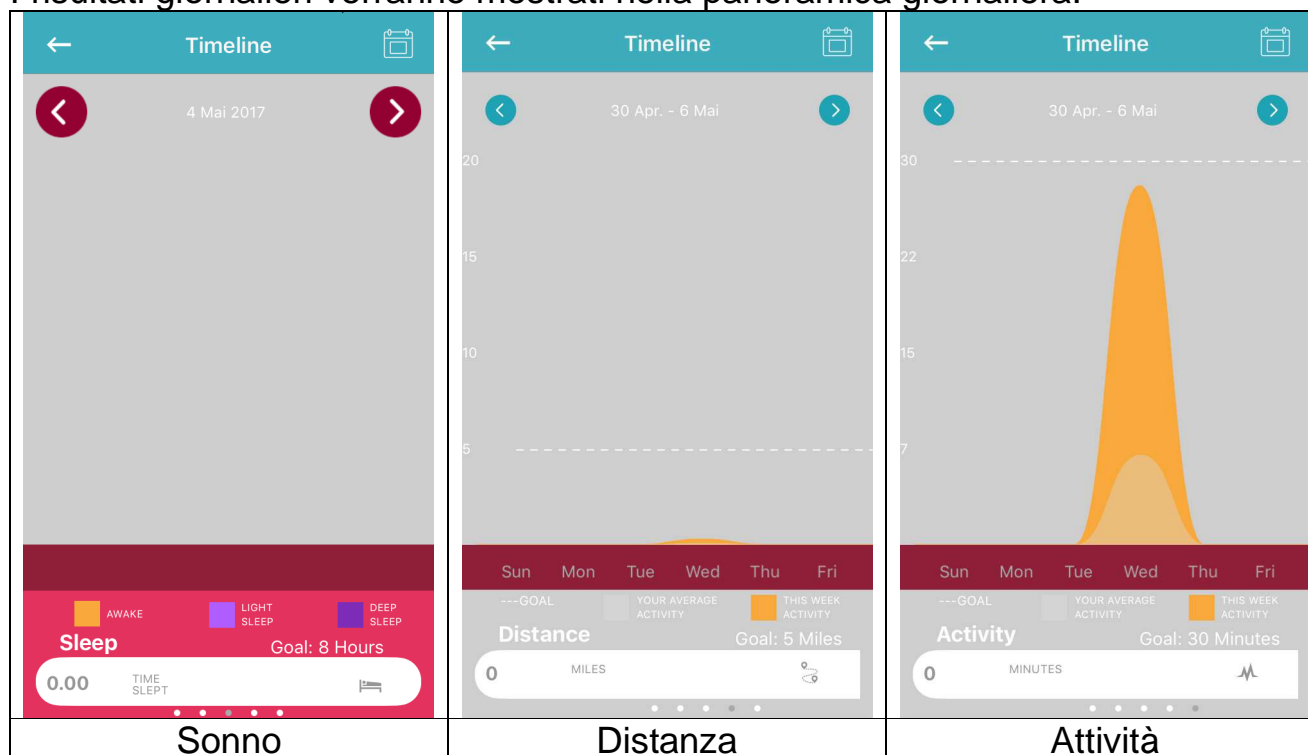 I risultati giornalieri verranno mostrati nella panoramica giornaliera.
Timeline
4 Mai 2017
AWAKE
LIGHT
SLEEP
DEEP
SLEEP
Sleep
Goal: 8 Hours
0.00
TIME
SLEPT
Sonno
Timeline
30 Apr. - 6 Mai
20
15
10
5
Sun Mon Tue Wed Thu Fri
---GOAL
YOUR AVERAGE
ACTIVITY
THIS WEEK
ACTIVITY
Distance
Goal: 5 Miles
0
MILES
Distanza
Timeline
30 Apr. - 6 Mai
30
22
15
7
Sun Mon Tue Wed Thu Fri
---GOAL
YOUR AVERAGE
ACTIVITY
THIS WEEK
ACTIVITY
Activity
Goal: 30 Minutes
0
MINUTES
Attività